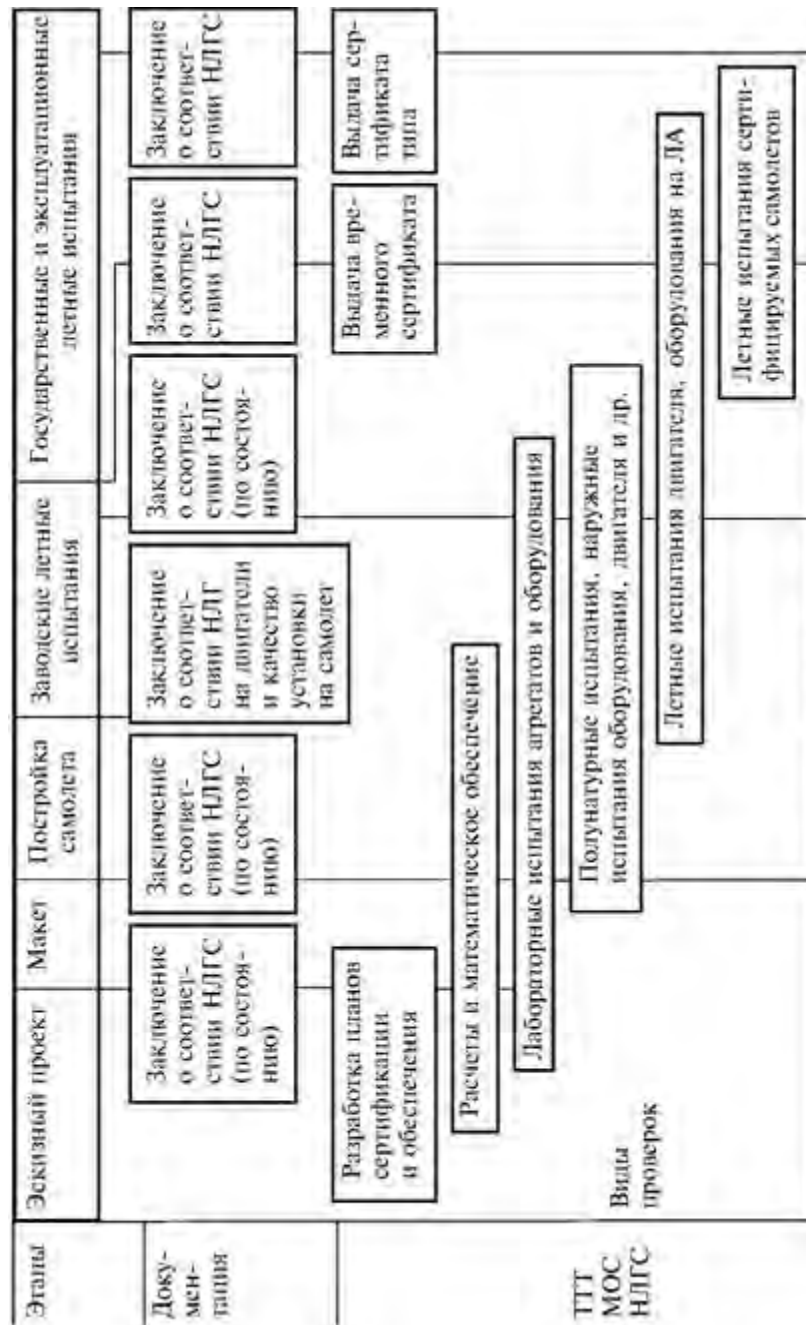 Этапы
Эскизный проект
Макет
Постройка
самолета
Заводские летные
испытания
Государственные и эксплуатационные
летные испытания
Доку-
мен-
тация
Заключение
о соответ-
ствии НЛГС
(по состоя-
нию)
Заключение
о соответ-
ствии НЛГС
(по состоя-
нию)
Заключение
о соответ-
ствии НЛГ
на двигатели
и качество
установки
на самолет
Заключение
о соответ-
ствии НЛГС
(по состоя-
нию)
Заключение
о соответ-
ствии НЛГС
Заключение
о соответ-
ствии НЛГС
Разработка планов
сертификации
и обеспечения
Выдача вре-
менного
сертификата
Выдача сер-
тификата
типа
Расчеты и математическое обеспечение
Лабораторные испытания агрегатов и оборудования
ТТТ
МОС
НЛГС
Виды
проверок
Полунатурные испытания, наружные
испытания оборудования, двигателя и др.
Летные испытания двигателя, оборудования на ЛА
Летные испытания серти-
фицируемых самолетов